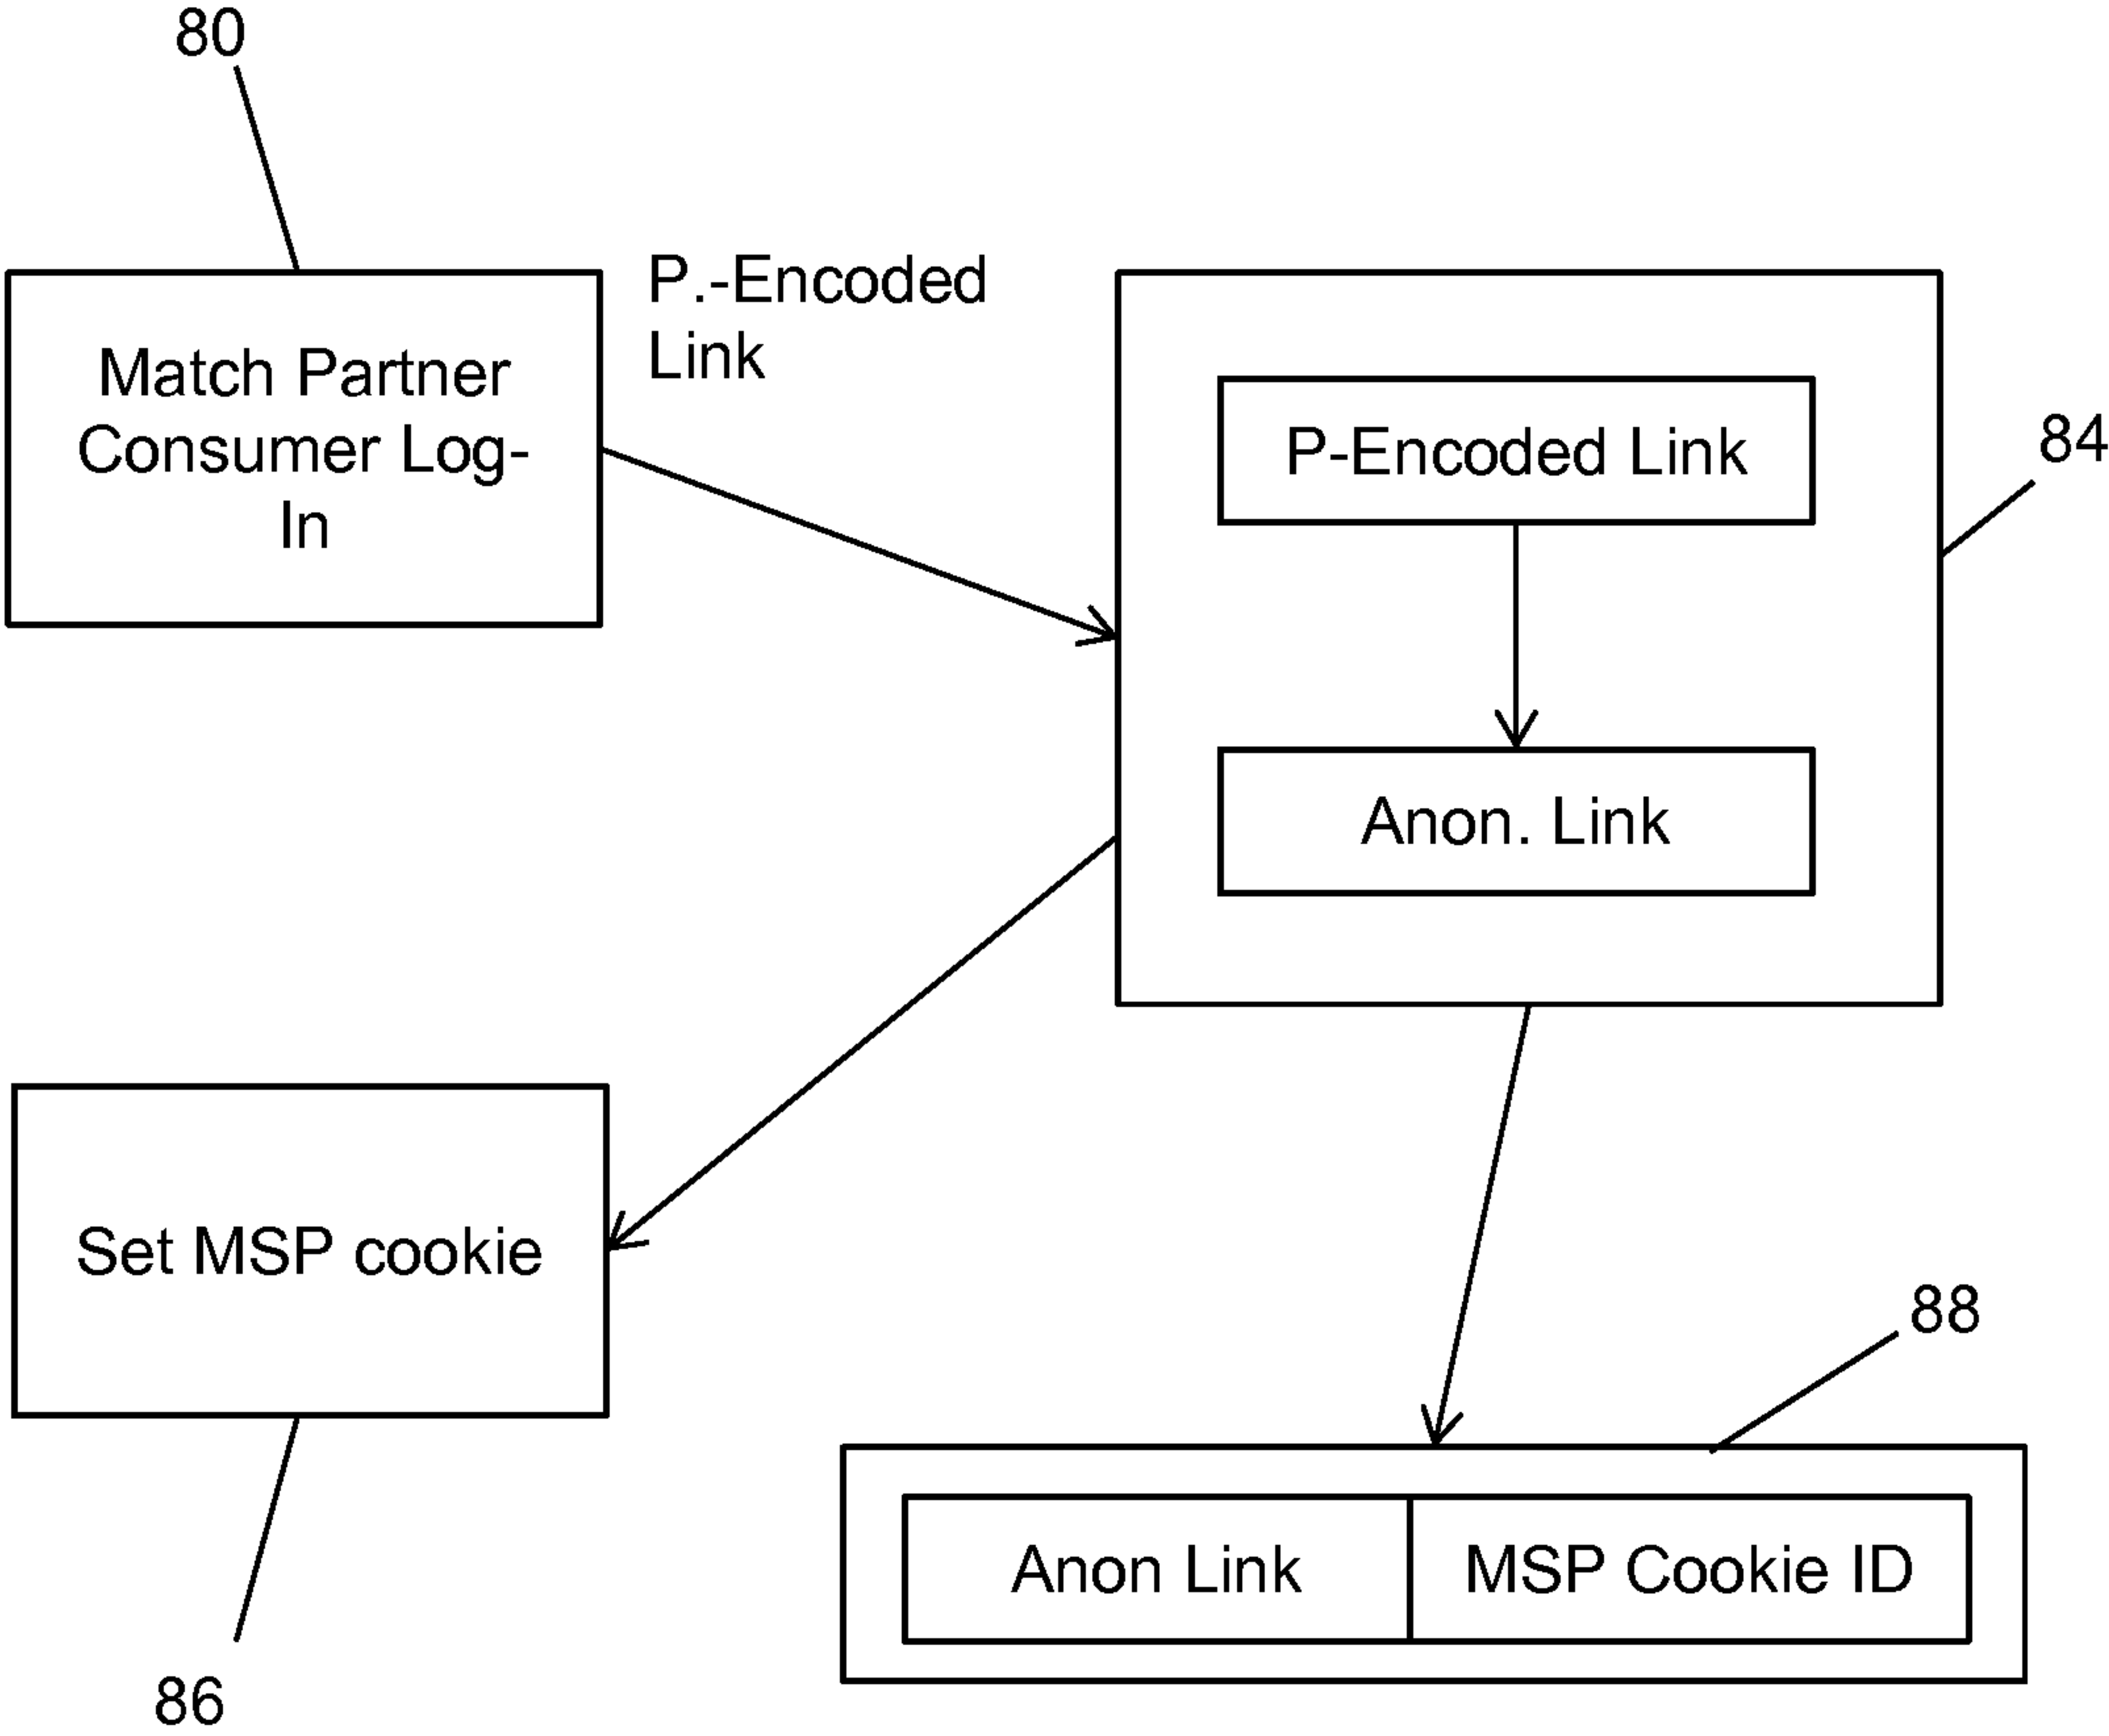 80
P.-Encoded
Link
Match Partner
Consumer Log-
In
P-Encoded Link
84
Anon. Link
Set MSP cookie
88
Anon Link
MSP Cookie ID
86